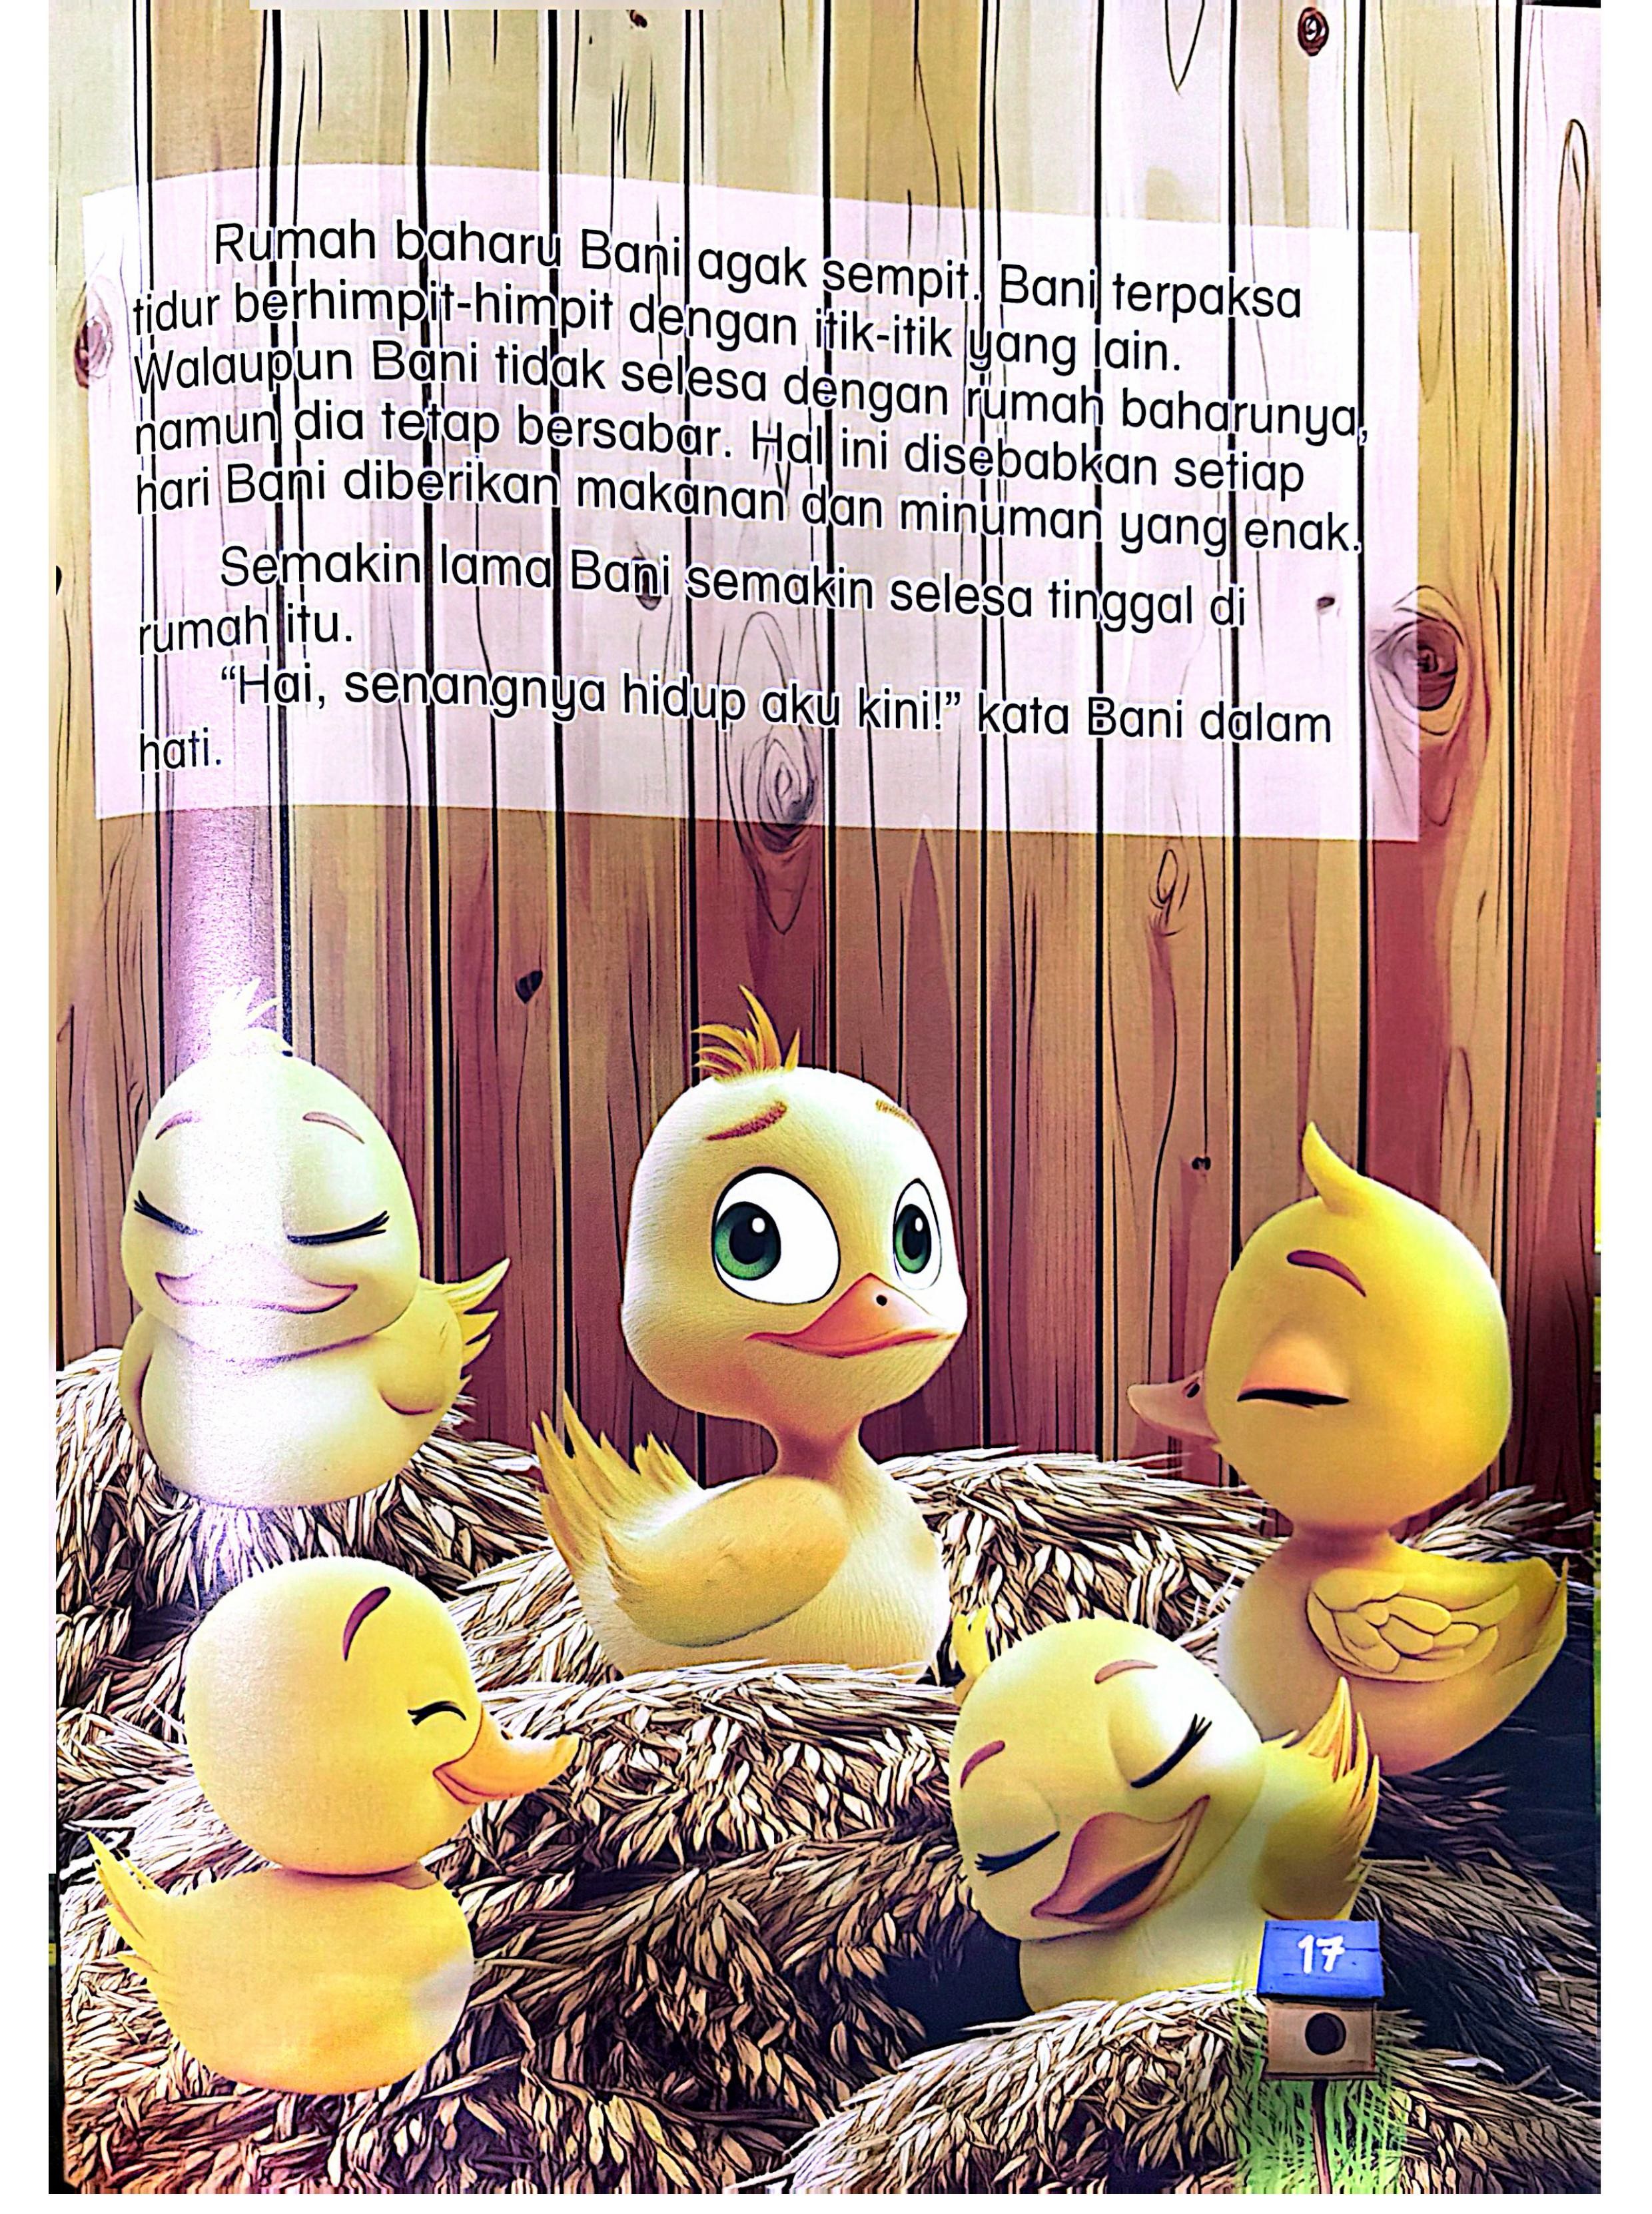 Rumah baharu Bani agak sempit. Bani terpaksa
tidur berhimpit-himpit dengan itik-itik yang lain.
Walaupun Bani tidak selesa dengan rumah baharunya,
namun dia tetap bersabar. Hal ini disebabkan setiap
hari Bani diberikan makanan dan minuman yang enak.
Semakin lama Bani semakin selesa tinggal di
rumah itu.
“Hai, senangnya hidup aku kini!” kata Bani dalam
hati.
17